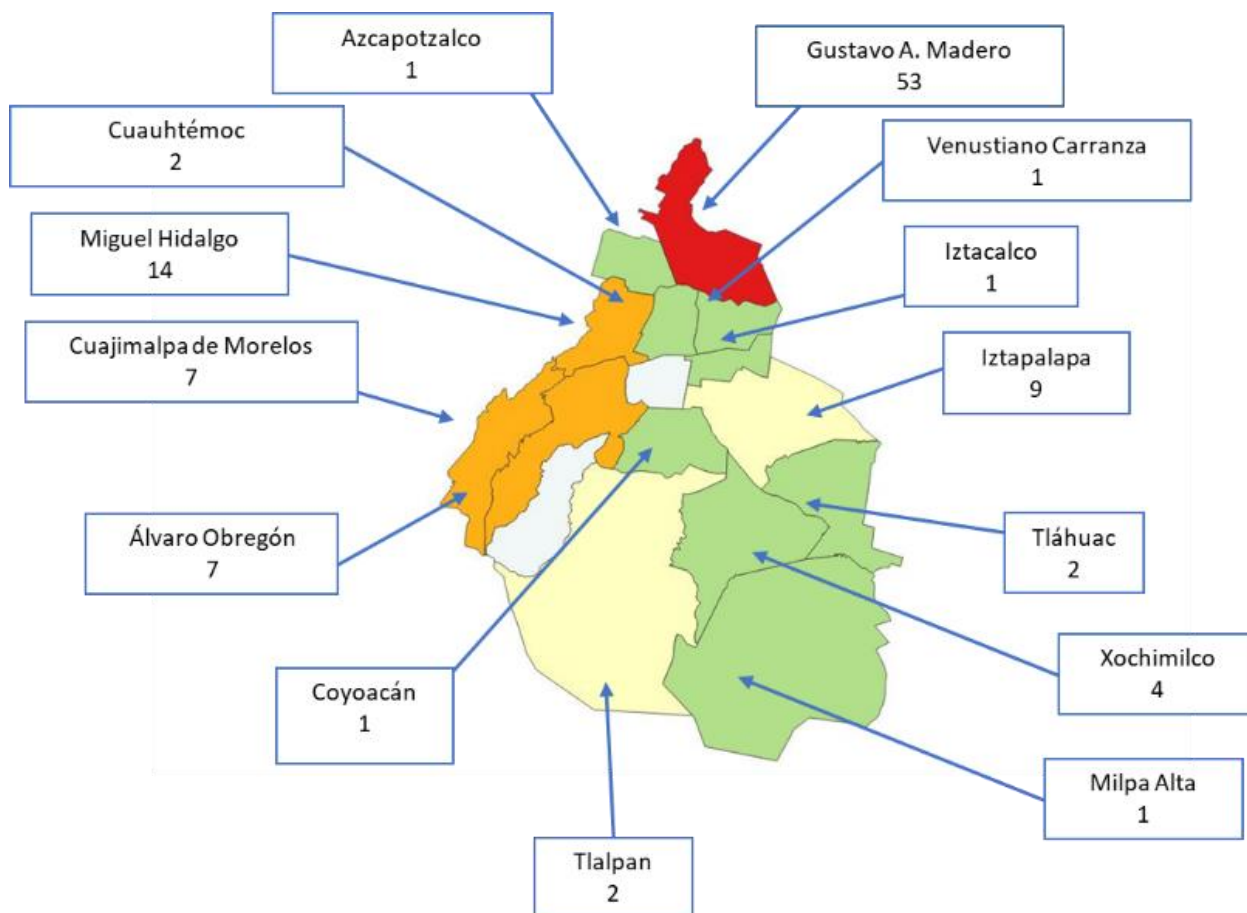 Azcapotzalco
1
Gustavo A. Madero
53
Cuauhtémoc
2
Venustiano Carranza
1
Miguel Hidalgo
14
Iztacalco
1
Cuajimalpa de Morelos
7
Iztapalapa
9
Álvaro Obregón
7
Tláhuac
2
Coyoacán
1
Xochimilco
4
Milpa Alta
1
Tlalpan
2